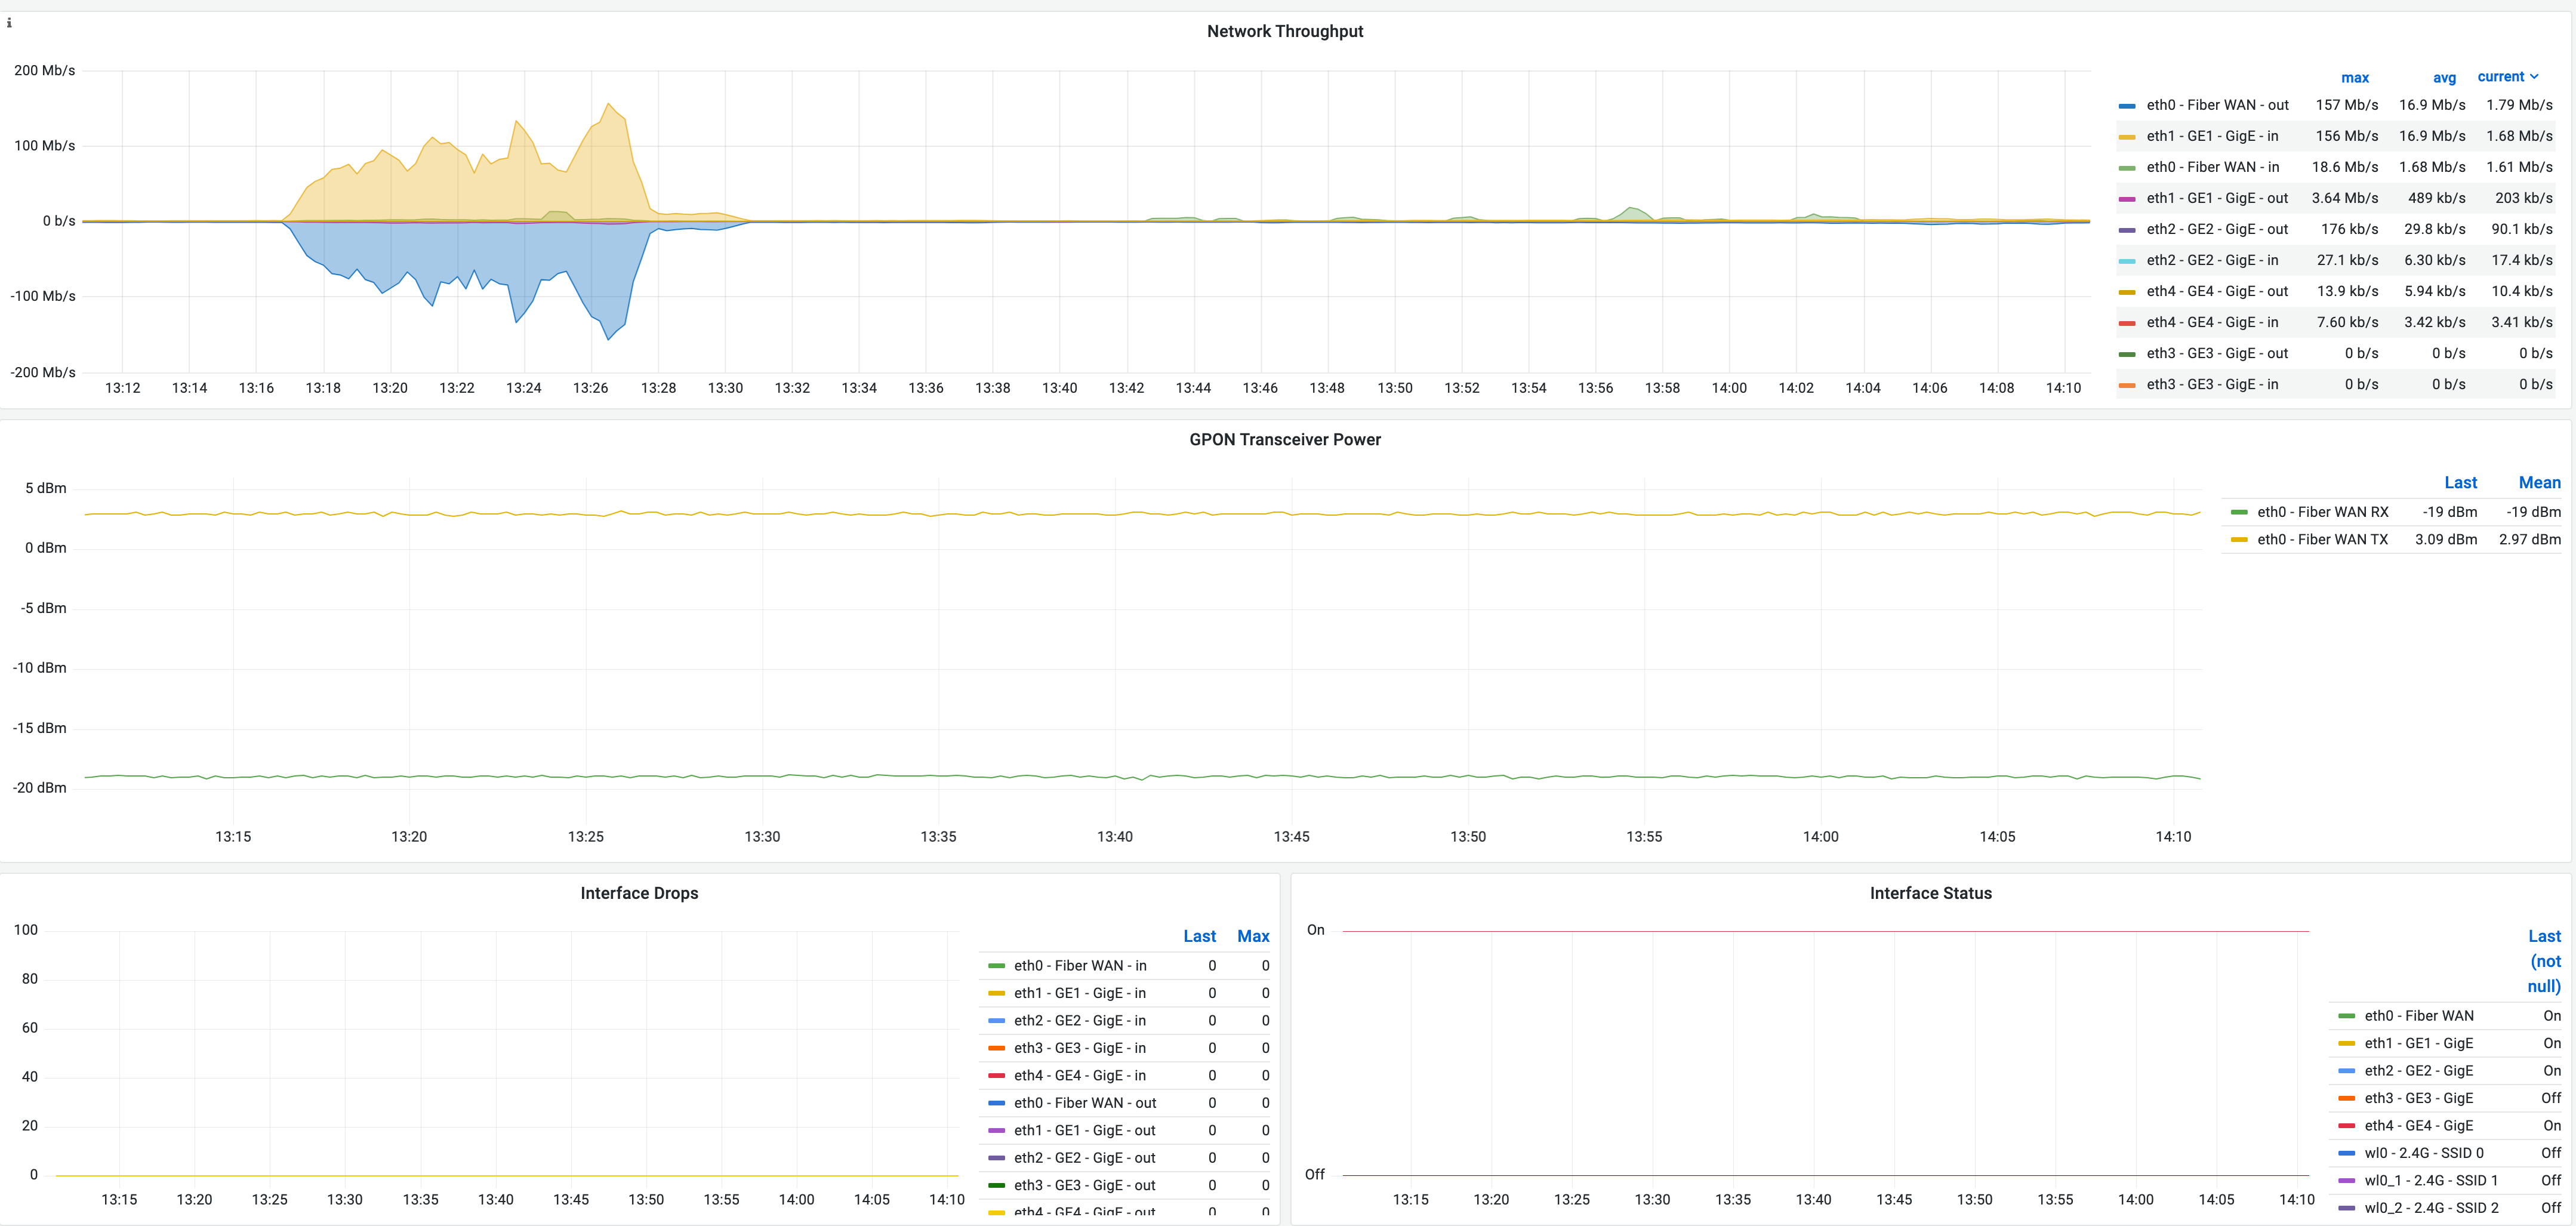 i
Network Throughput
200 Mb/s
100 Mb/s
0 b/s
-100 Mb/s
-200 Mb/s
13:12 13:14 13:16 13:18 13:20 13:22 13:24 13:26 13:28 13:30 13:32 13:34 13:36 13:38 13:40 13:42 13:44 13:46 13:48 13:50 13:52 13:54 13:56 13:58 14:00 14:02 14:04 14:06 14:08 14:10
max avg current
eth0 - Fiber WAN - out 157 Mb/s 16.9 Mb/s 1.79 Mb/s
eth1 - GE1 - GigE - in 156 Mb/s 16.9 Mb/s 1.68 Mb/s
eth0 - Fiber WAN - in 18.6 Mb/s 1.68 Mb/s 1.61 Mb/s
eth1 - GE1 - GigE - out 3.64 Mb/s 489 kb/s 203 kb/s
eth2 - GE2 - GigE - out 176 kb/s 29.8 kb/s 90.1 kb/s
eth2 - GE2 - GigE - in 27.1 kb/s 6.30 kb/s 17.4 kb/s
eth4 - GE4 - GigE - out 13.9 kb/s 5.94 kb/s 10.4 kb/s
eth4 - GE4 - GigE - in 7.60 kb/s 3.42 kb/s 3.41 kb/s
eth3 - GE3 - GigE - out 0 b/s 0 b/s 0 b/s
eth3 - GE3 - GigE - in 0 b/s 0 b/s 0 b/s
GPON Transceiver Power
5 dBm
0 dBm
-5 dBm
-10 dBm
-15 dBm
-20 dBm
13:15 13:20 13:25 13:30 13:35 13:40 13:45 13:50 13:55 14:00 14:05 14:10
Last Mean
eth0 - Fiber WAN RX -19 dBm -19 dBm
eth0 - Fiber WAN TX 3.09 dBm 2.97 dBm
Interface Drops
100
80
60
40
20
0
13:15 13:20 13:25 13:30 13:35 13:40 13:45 13:50 13:55 14:00 14:05 14:10
Last Max
eth0 - Fiber WAN - in 0 0
eth1 - GE1 - GigE - in 0 0
eth2 - GE2 - GigE - in 0 0
eth3 - GE3 - GigE - in 0 0
eth4 - GE4 - GigE - in 0 0
eth0 - Fiber WAN - out 0 0
eth1 - GE1 - GigE - out 0 0
eth2 - GE2 - GigE - out 0 0
eth3 - GE3 - GigE - out 0 0
eth4 - GE4 - GigE - out 0 0
Interface Status
On
Off
13:15 13:20 13:25 13:30 13:35 13:40 13:45 13:50 13:55 14:00 14:05 14:10
Last
(not
null)
eth0 - Fiber WAN On
eth1 - GE1 - GigE On
eth2 - GE2 - GigE On
eth3 - GE3 - GigE Off
eth4 - GE4 - GigE On
wl0 - 2.4G - SSID 0 Off
wl0_1 - 2.4G - SSID 1 Off
wl0_2 - 2.4G - SSID 2 Off